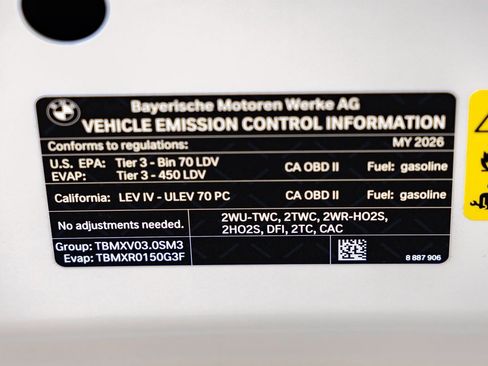 BMW
Bayerische Motoren Werke AG
VEHICLE EMISSION CONTROL INFORMATION
Conforms to regulations: MY 2026
U.S. EPA: Tier 3 - Bin 70 LDV CA OBD II Fuel: gasoline
EVAP: Tier 3 - 450 LDV
California: LEV IV - ULEV 70 PC CA OBD II Fuel: gasoline
No adjustments needed.
2WU-TWC, 2TWC, 2WR-HO2S,
2HO2S, DFI, 2TC, CAC
Group: TBMXV03.0SM3
Evap: TBMXR0150G3F
8 887 906